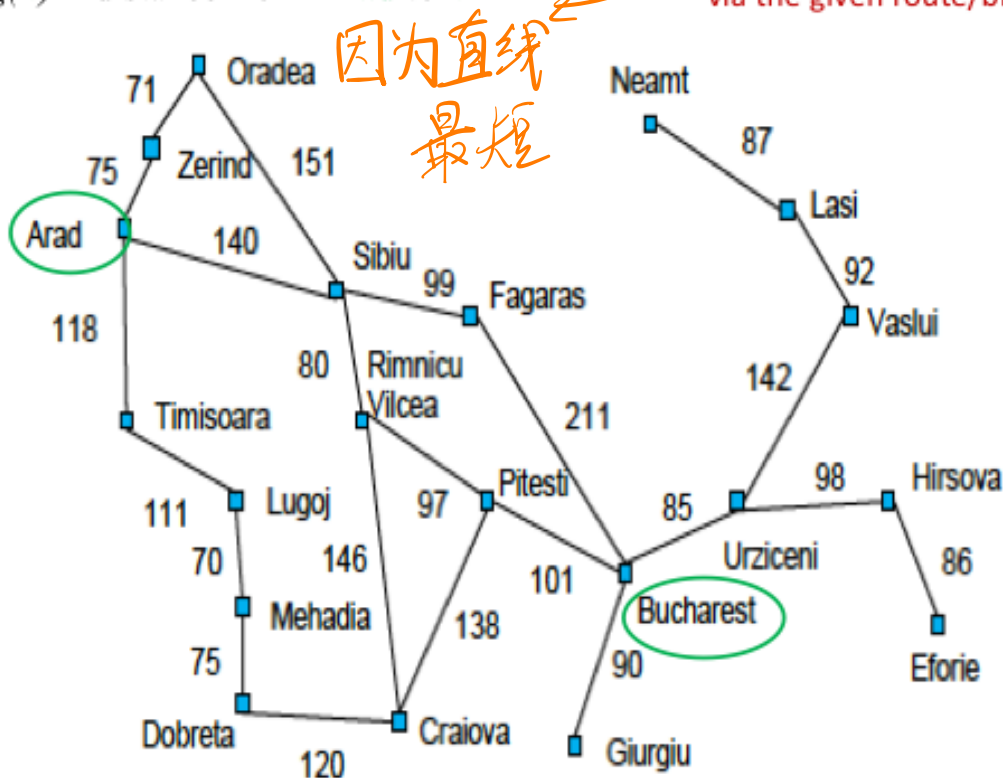 via the given route/b
因为直线
最短
Oradea
Neamt
71
87
Zerind
151
75
Lasi
Arad
140
Sibiu
92
99
Fagaras
Vaslui
118
80
Rimnicu
Vilcea
142
211
Timisoara
Hirsova
98
Pitesti
Lugoj
97
85
111
Urziceni
146
101
70
86
Bucharest
Mehadia
138
75
90
Eforie
Dobreta
Craiova
Giurgiu
120